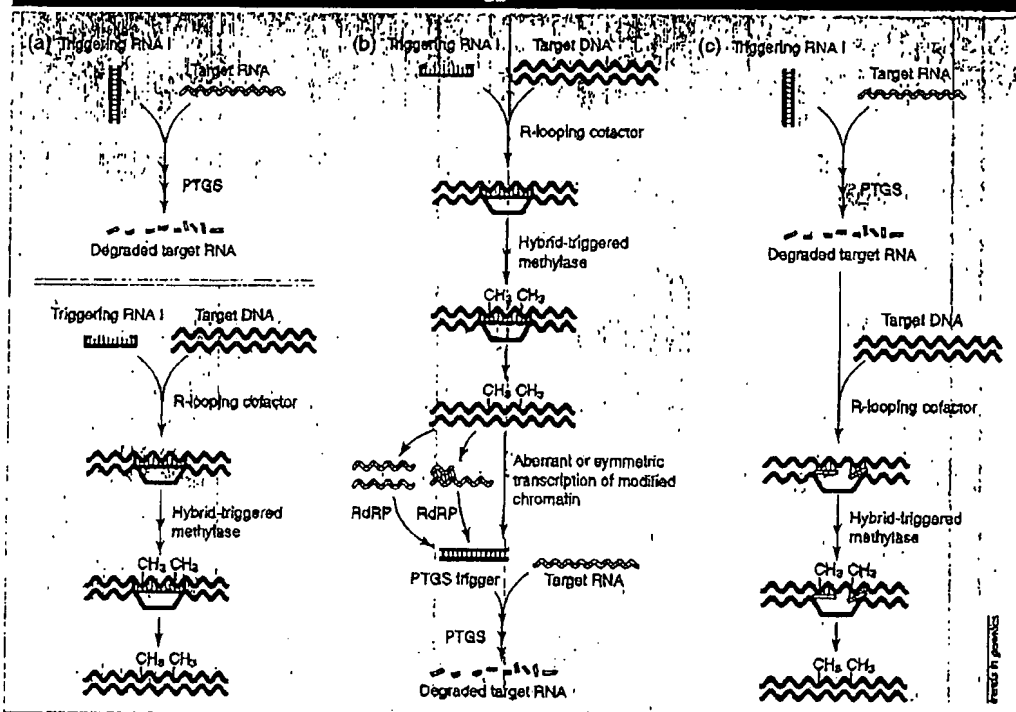 (a) Triggering RNA I
Target RNA
PTGS
Degraded target RNA
Triggering RNA I
Target DNA
R-looping cofactor
Hybrid-triggered
methylase
CH3 CH3
CH3 CH3
(b) Triggering RNA I
Target DNA
R-looping cofactor
Hybrid-triggered
methylase
CH3 CH3
CH3 CH3
Aberrant or symmetric
transcription of modified
chromatin
RdRP
RdRP
PTGS trigger
Target RNA
PTGS
Degraded target RNA
(c) Triggering RNA I
Target RNA
PTGS
Degraded target RNA
Target DNA
R-looping cofactor
Hybrid-triggered
methylase
CH3 CH3
CH3 CH3
trends in genetics